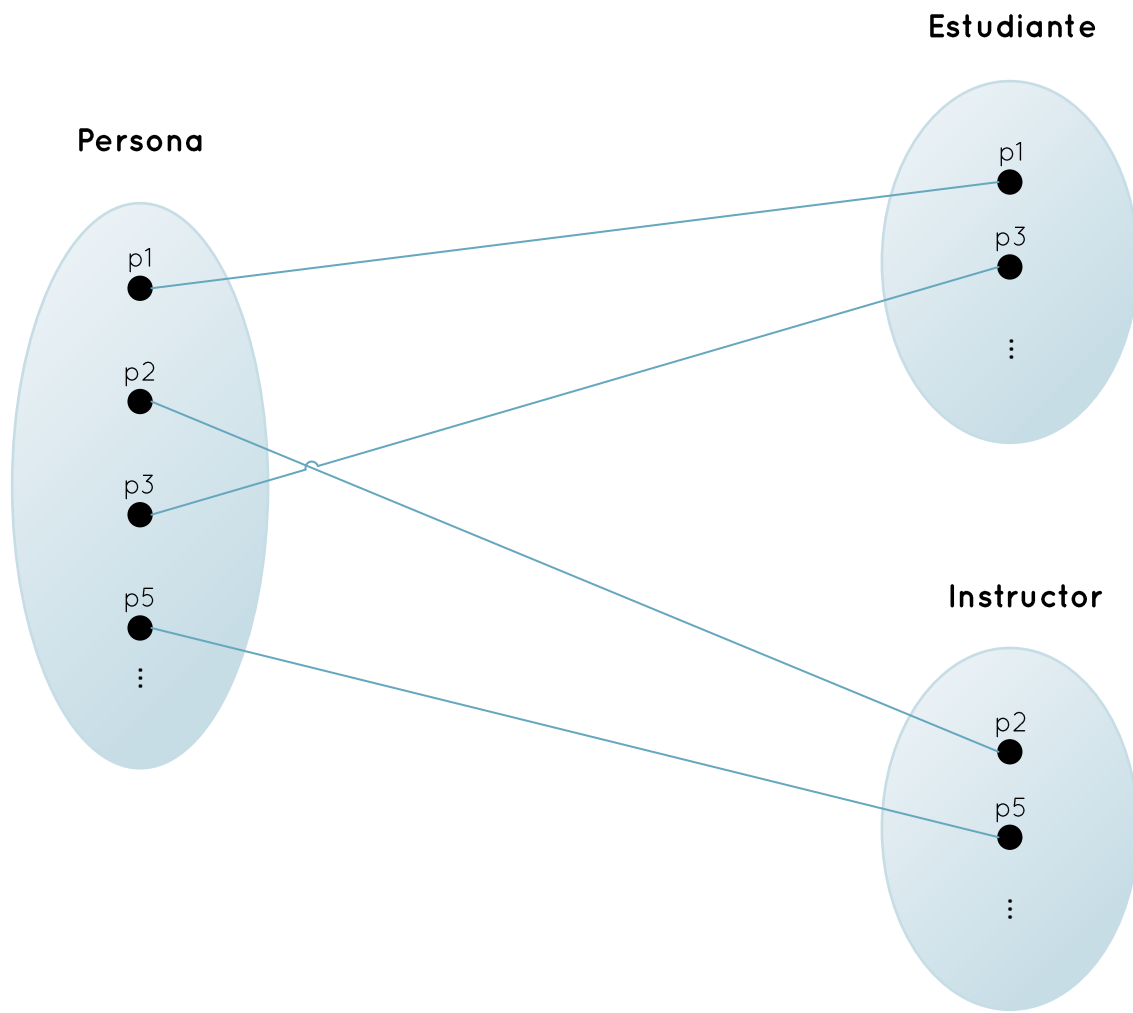 Persona
p1
p2
p3
p5
⋮
Estudiante
p1
p3
⋮
Instructor
p2
p5
⋮